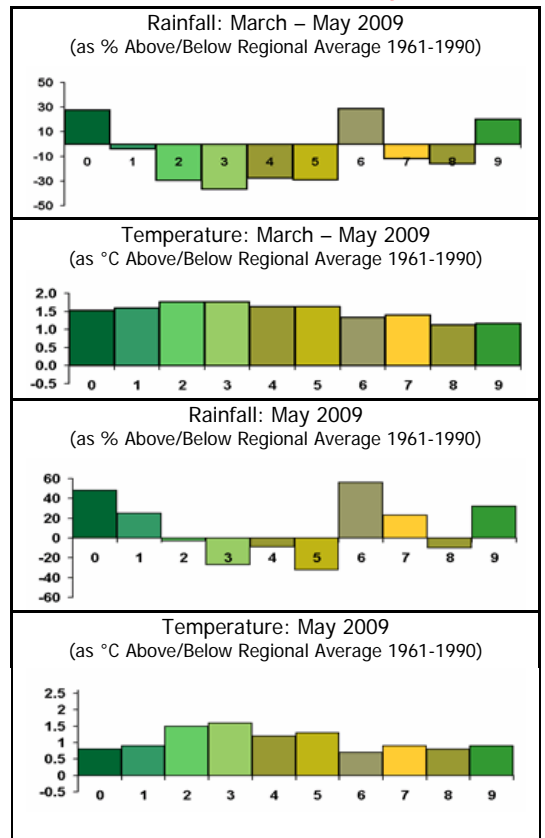 Rainfall: March – May 2009
(as % Above/Below Regional Average 1961-1990)
50
30
10
-10
-30
-50
0 1 2 3 4 5 6 7 8 9
Temperature: March – May 2009
(as °C Above/Below Regional Average 1961-1990)
2.0
1.5
1.0
0.5
0.0
-0.5
0 1 2 3 4 5 6 7 8 9
Rainfall: May 2009
(as % Above/Below Regional Average 1961-1990)
60
40
20
0
-20
-40
-60
0 1 2 3 4 5 6 7 8 9
Temperature: May 2009
(as °C Above/Below Regional Average 1961-1990)
2.5
2
1.5
1
0.5
0
-0.5
0 1 2 3 4 5 6 7 8 9